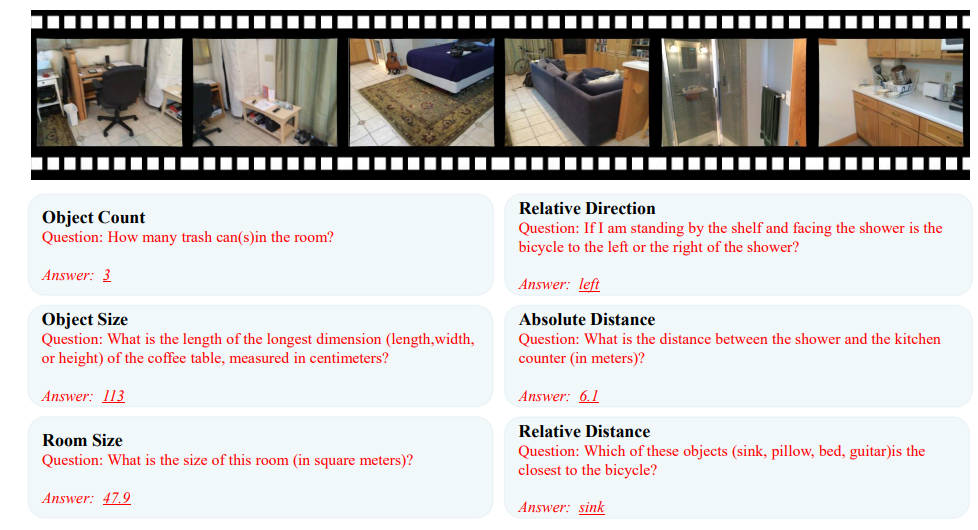 Object Count
Question: How many trash can(s)in the room?
Answer: 3
Relative Direction
Question: If I am standing by the shelf and facing the shower is the
bicycle to the left or the right of the shower?
Answer: left
Object Size
Question: What is the length of the longest dimension (length,width,
or height) of the coffee table, measured in centimeters?
Answer: 113
Absolute Distance
Question: What is the distance between the shower and the kitchen
counter (in meters)?
Answer: 6.1
Room Size
Question: What is the size of this room (in square meters)?
Answer: 47.9
Relative Distance
Question: Which of these objects (sink, pillow, bed, guitar)is the
closest to the bicycle?
Answer: sink